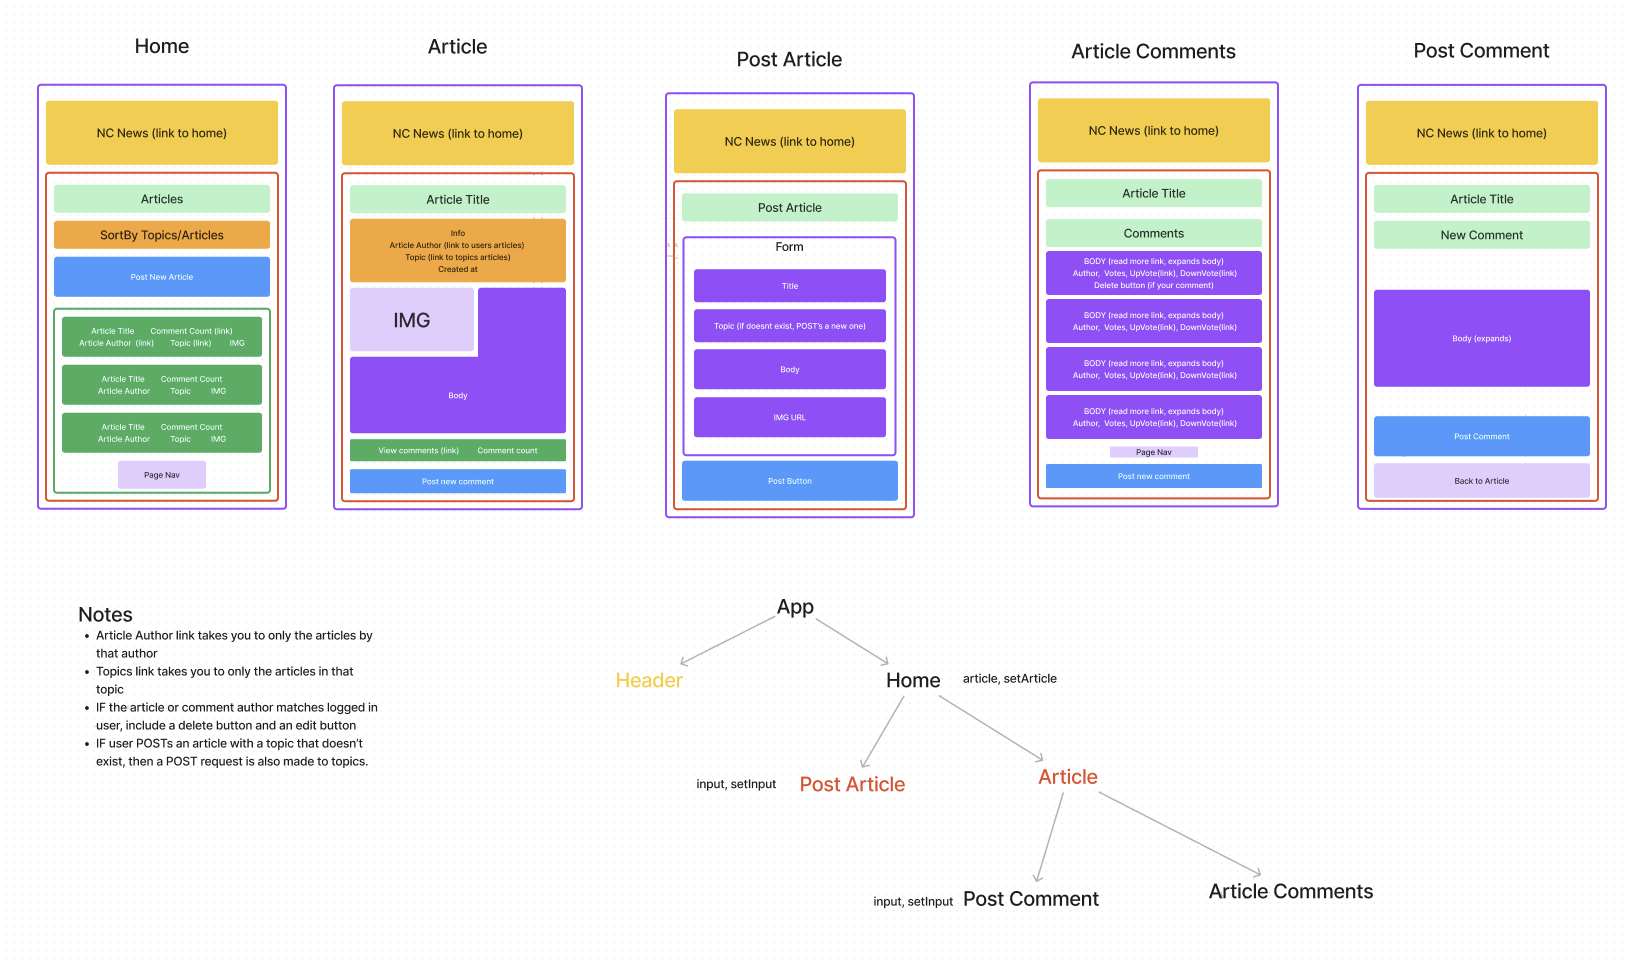 Home
NC News (link to home)
Articles
SortBy Topics/Articles
Post New Article
Article Title Comment Count (link)
Article Author (link) Topic (link) IMG
Article Title Comment Count
Article Author Topic IMG
Article Title Comment Count
Article Author Topic IMG
Page Nav
Article
NC News (link to home)
Article Title
Info
Article Author (link to users articles)
Topic (link to topics articles)
Created at
IMG
Body
View comments (link) Comment count
Post new comment
Post Article
NC News (link to home)
Post Article
Form
Title
Topic (if doesnt exist, POST's a new one)
Body
IMG URL
Post Button
Article Comments
NC News (link to home)
Article Title
Comments
BODY (read more link, expands body)
Author, Votes, UpVote(link), DownVote(link)
Delete button (if your comment)
BODY (read more link, expands body)
Author, Votes, UpVote(link), DownVote(link)
BODY (read more link, expands body)
Author, Votes, UpVote(link), DownVote(link)
BODY (read more link, expands body)
Author, Votes, UpVote(link), DownVote(link)
Page Nav
Post new comment
Post Comment
NC News (link to home)
Article Title
New Comment
Body (expands)
Post Comment
Back to Article
Notes
• Article Author link takes you to only the articles by
that author
• Topics link takes you to only the articles in that
topic
• IF the article or comment author matches logged in
user, include a delete button and an edit button
• IF user POSTs an article with a topic that doesn't
exist, then a POST request is also made to topics.
App
Header
Home
article, setArticle
input, setInput
Post Article
Article
input, setInput
Post Comment
Article Comments